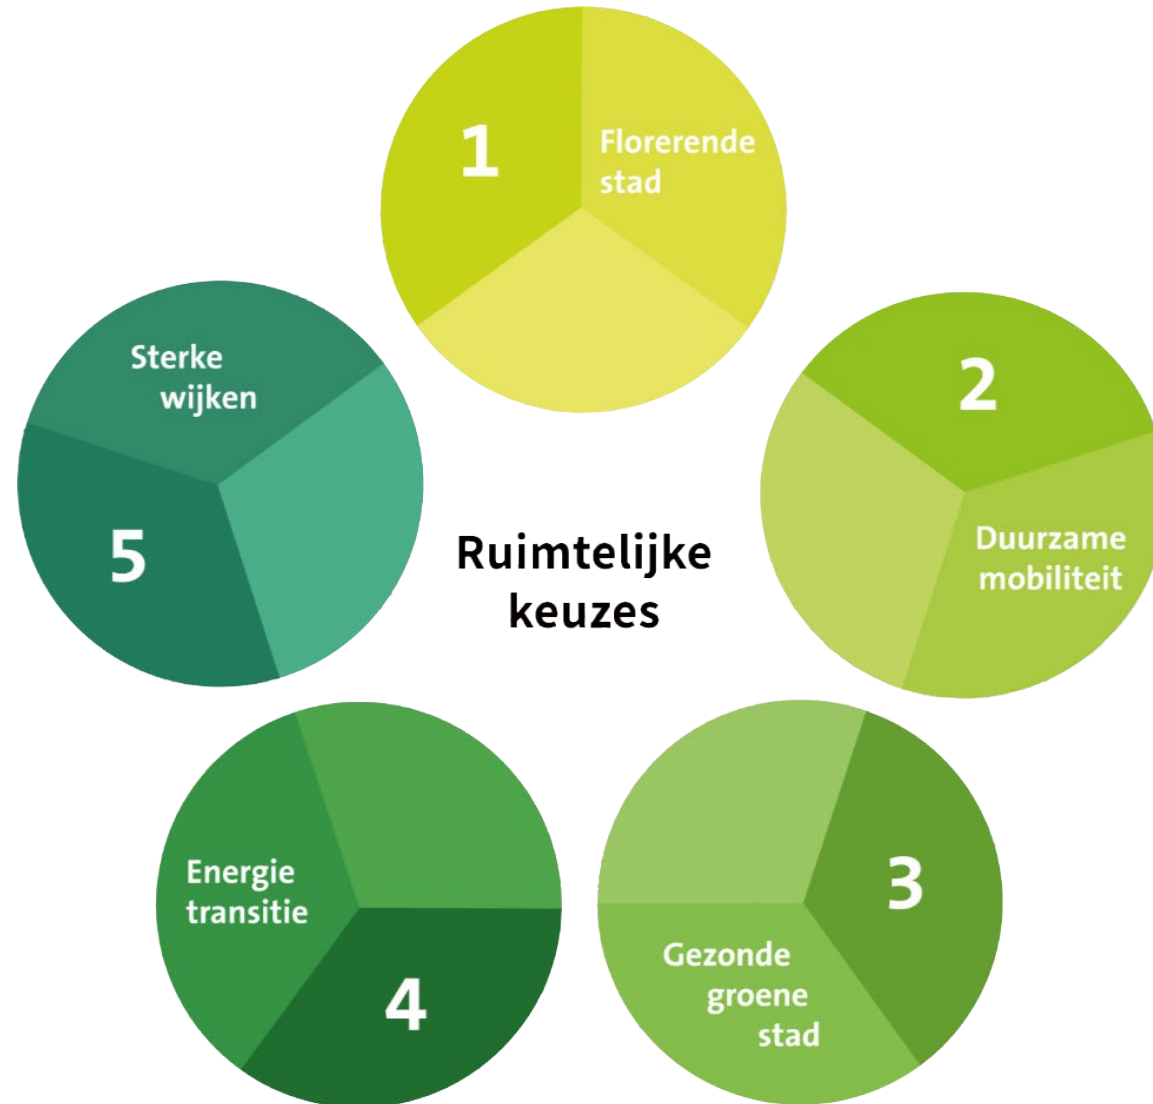 1
Florerende
stad
2
Duurzame
mobiliteit
3
Gezonde
groene
stad
4
Energie
transitie
5
Sterke
wijken
Ruimtelijke
keuzes